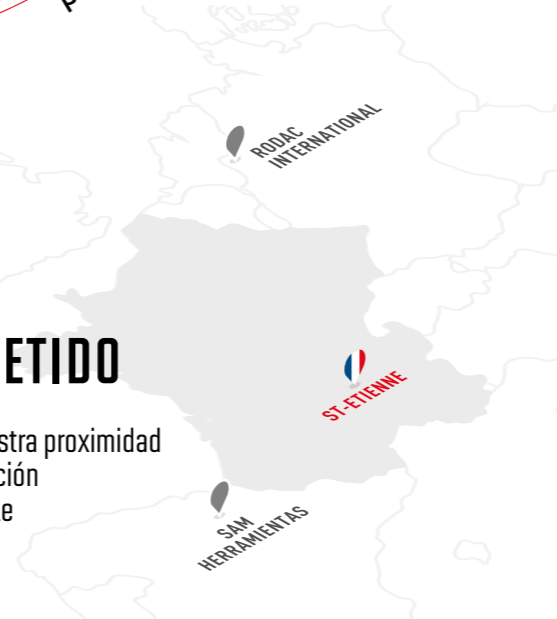 RODAC
INTERNATIONAL
ETIDO
ST-ETIENNE
stra proximidad
ción
e
SAM
HERRAMIENTAS